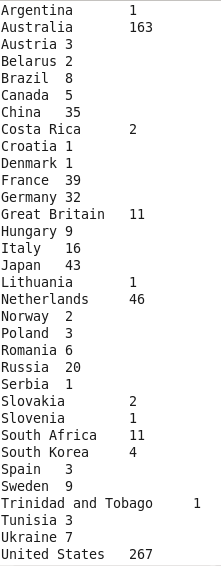 Argentina 1
Australia 163
Austria 3
Belarus 2
Brazil 8
Canada 5
China 35
Costa Rica 2
Croatia 1
Denmark 1
France 39
Germany 32
Great Britain 11
Hungary 9
Italy 16
Japan 43
Lithuania 1
Netherlands 46
Norway 2
Poland 3
Romania 6
Russia 20
Serbia 1
Slovakia 2
Slovenia 1
South Africa 11
South Korea 4
Spain 3
Sweden 9
Trinidad and Tobago 1
Tunisia 3
Ukraine 7
United States 267